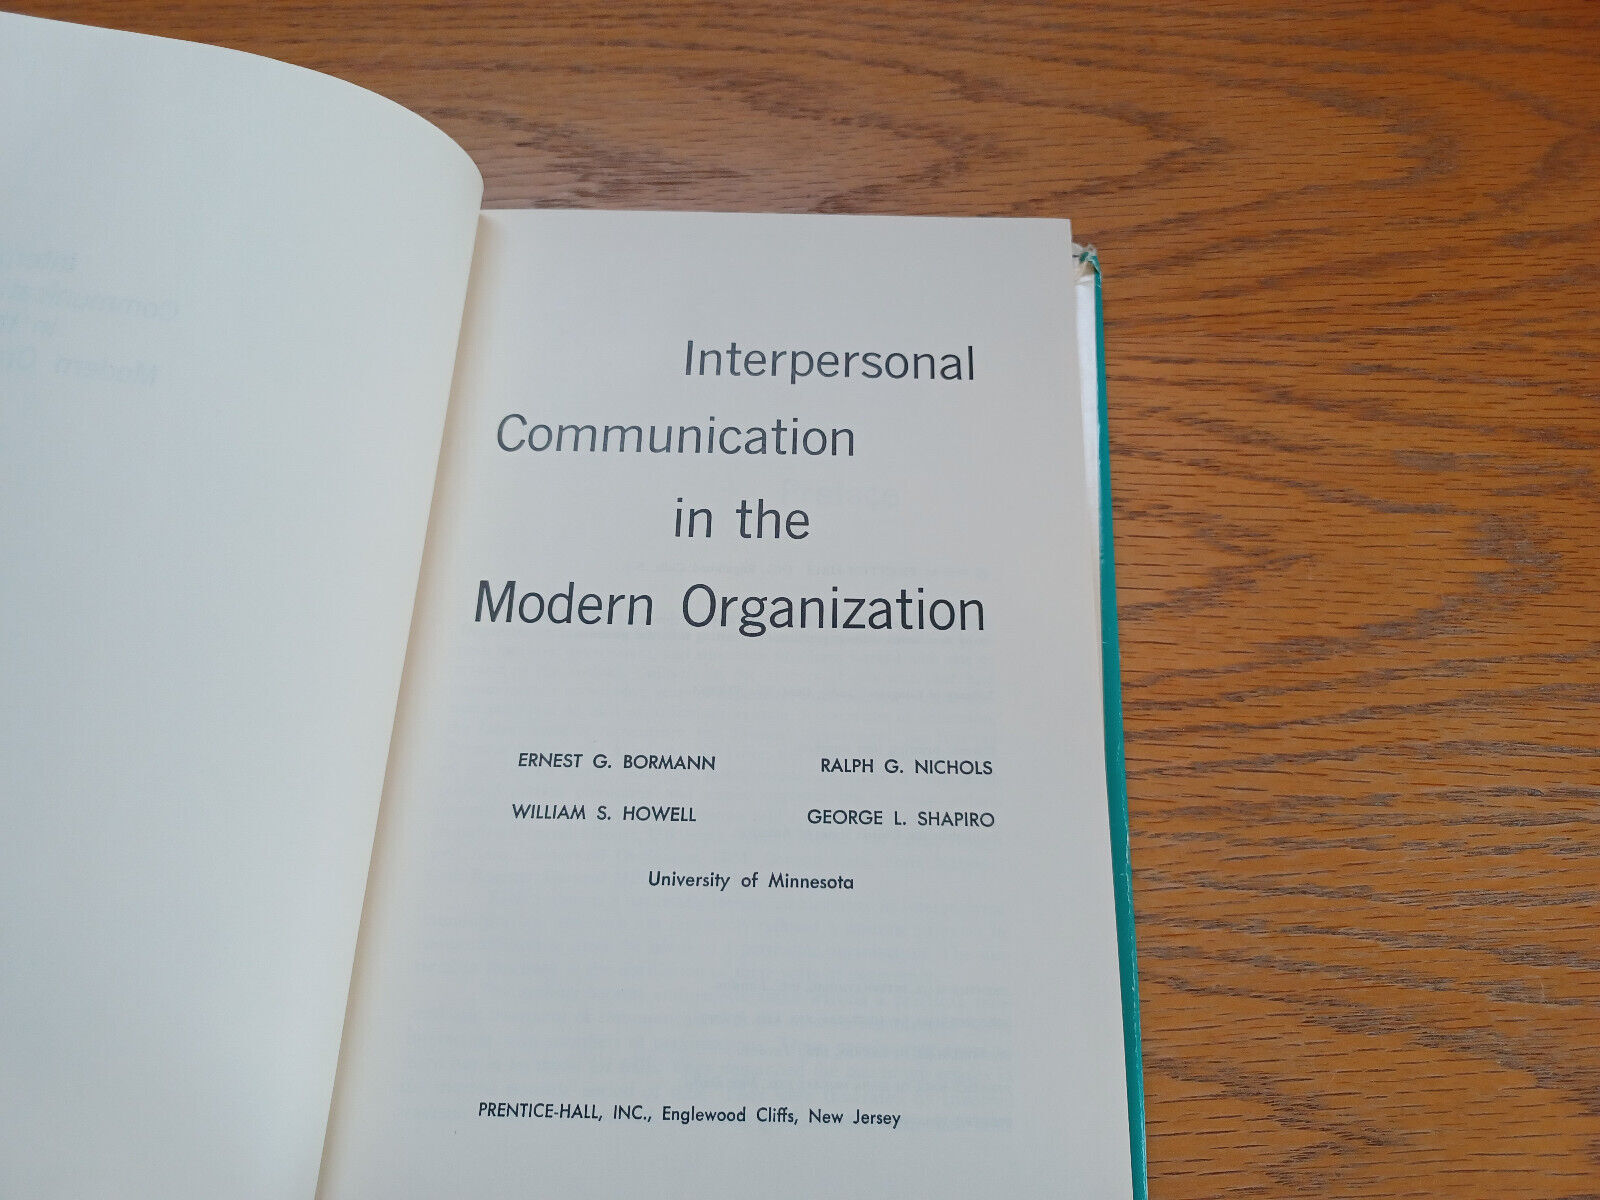 Interpersonal
Communication
in the
Modern Organization
ERNEST G. BORMANN
RALPH G. NICHOLS
WILLIAM S. HOWELL
GEORGE L. SHAPIRO
University of Minnesota
PRENTICE-HALL, INC., Englewood Cliffs, New Jersey